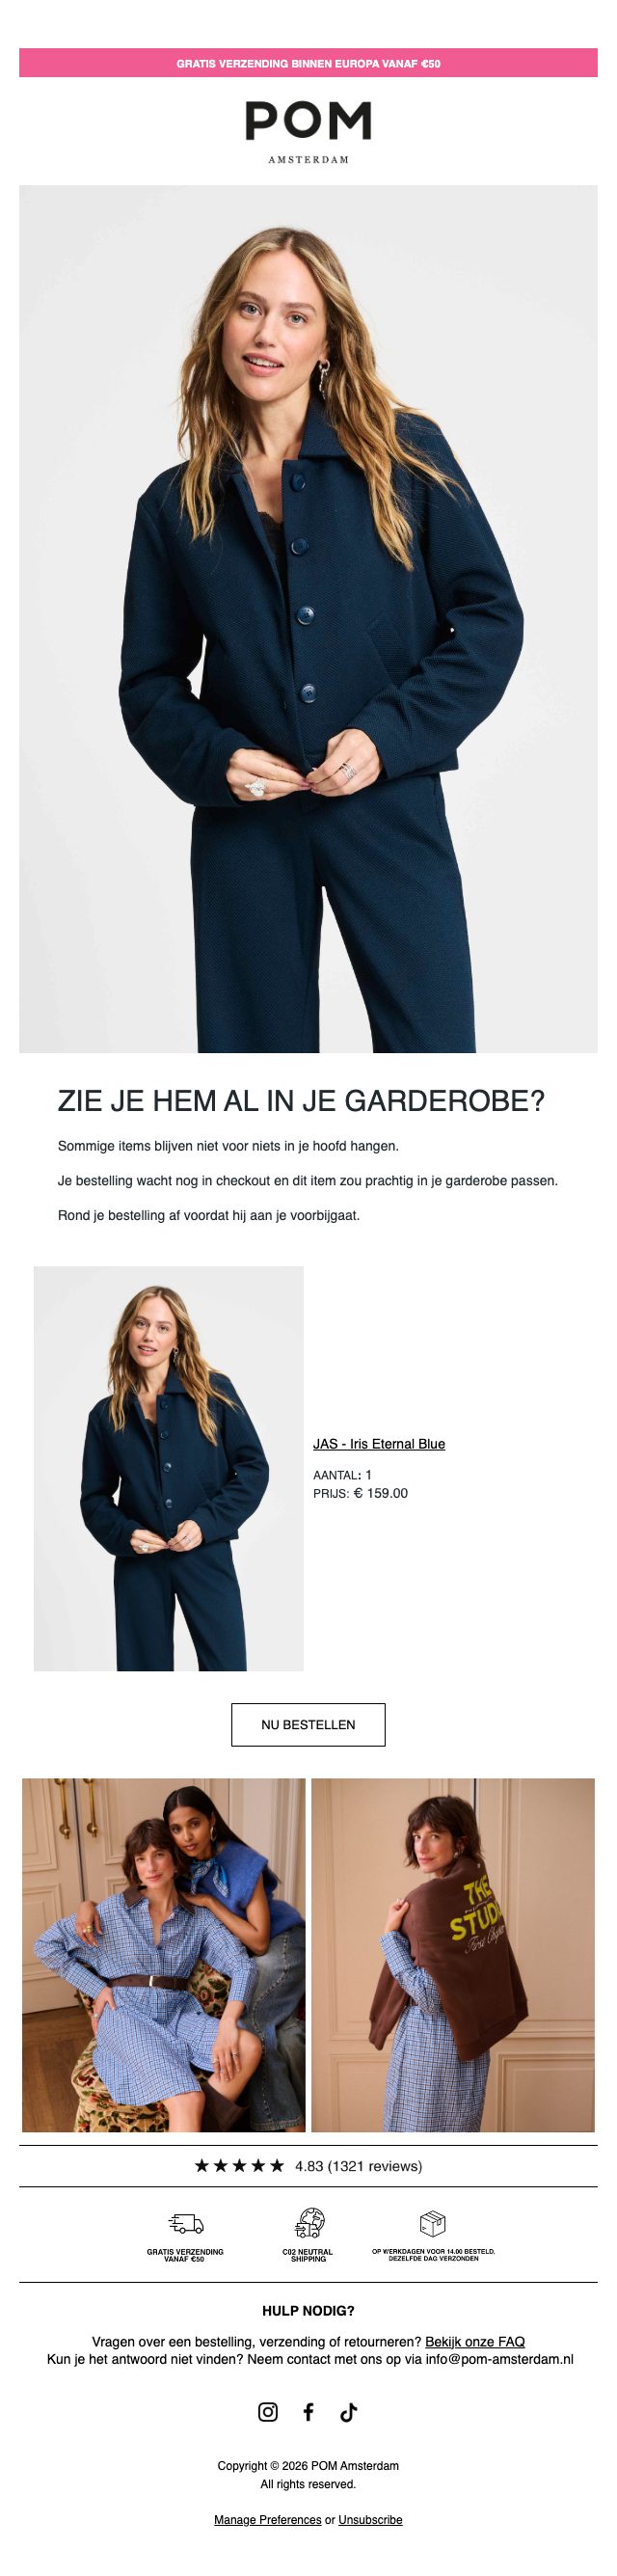 GRATIS VERZENDING BINNEN EUROPA VANAF €50
POM
AMSTERDAM
ZIE JE HEM AL IN JE GARDEROBE?
Sommige items blijven niet voor niets in je hoofd hangen.
Je bestelling wacht nog in checkout en dit item zou prachtig in je garderobe passen.
Rond je bestelling af voordat hij aan je voorbijgaat.
JAS - Iris Eternal Blue
AANTAL: 1
PRIJS: € 159.00
NU BESTELLEN
THE
STUD
First Chapter
★★★★★ 4.83 (1321 reviews)
GRATIS VERZENDING
VANAF €50
C02 NEUTRAL
SHIPPING
OP WERKDAGEN VOOR 14.00 BESTELD,
DEZELFDE DAG VERZONDEN
HULP NODIG?
Vragen over een bestelling, verzending of retourneren? Bekijk onze FAQ
Kun je het antwoord niet vinden? Neem contact met ons op via info@pom-amsterdam.nl
Copyright © 2026 POM Amsterdam
All rights reserved.
Manage Preferences or Unsubscribe